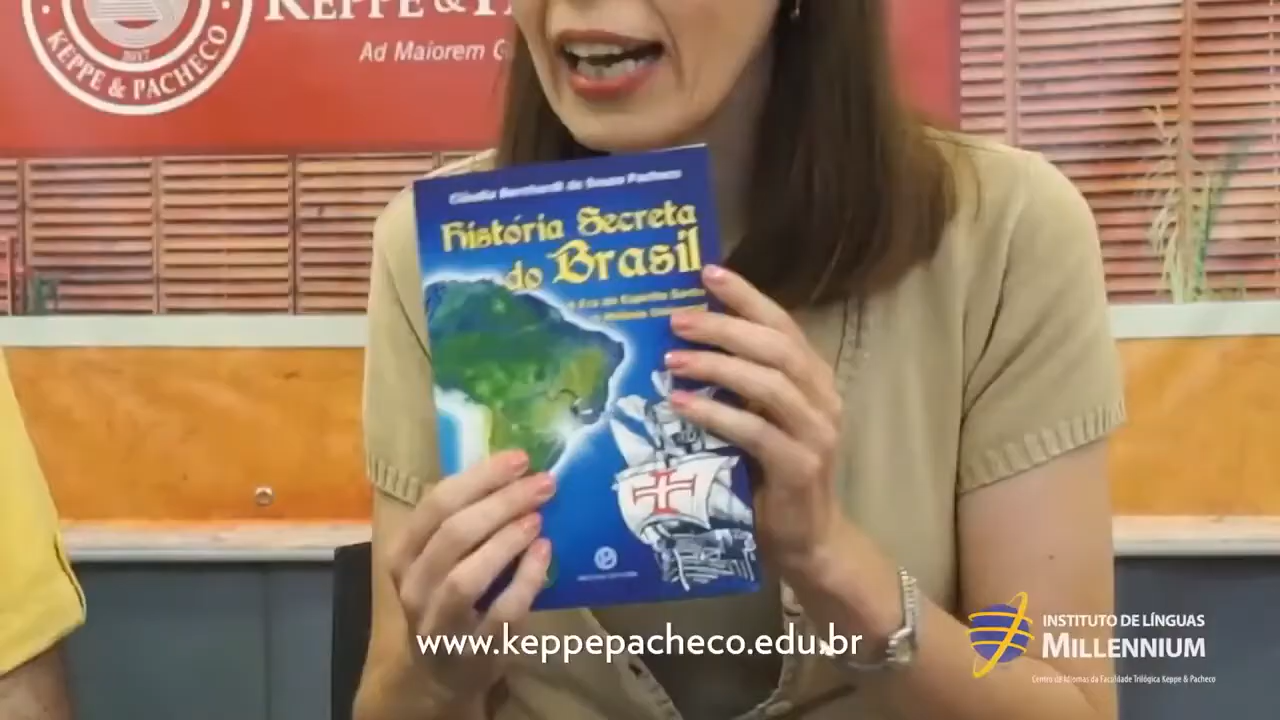 KEPPE &
Ad Maiorem
2017
KEPPE & PACHECO
Cláudia Bernhardt de Souza Pacheco
História Secreta
do Brasil
www.keppepacheco.edu.br
INSTITUTO DE LÍNGUAS
MILLENNIUM
Centro de Idiomas da Faculdade Trilógica Keppe & Pacheco